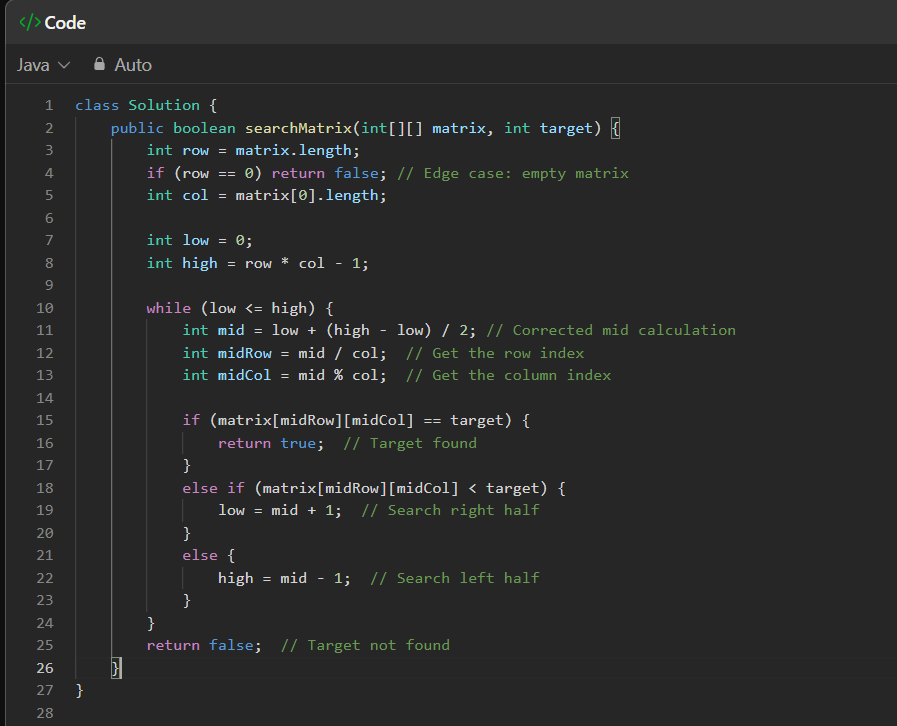 </> Code
Java Auto
1 class Solution {
2 public boolean searchMatrix(int[][] matrix, int target) {
3 int row = matrix.length;
4 if (row == 0) return false; // Edge case: empty matrix
5 int col = matrix[0].length;
6
7 int low = 0;
8 int high = row * col - 1;
9
10 while (low <= high) {
11 int mid = low + (high - low) / 2; // Corrected mid calculation
12 int midRow = mid / col;  // Get the row index
13 int midCol = mid % col;  // Get the column index
14
15 if (matrix[midRow][midCol] == target) {
16 return true;  // Target found
17 }
18 else if (matrix[midRow][midCol] < target) {
19 low = mid + 1;  // Search right half
20 }
21 else {
22 high = mid - 1;  // Search left half
23 }
24 }
25 return false;  // Target not found
26 }
27 }
28